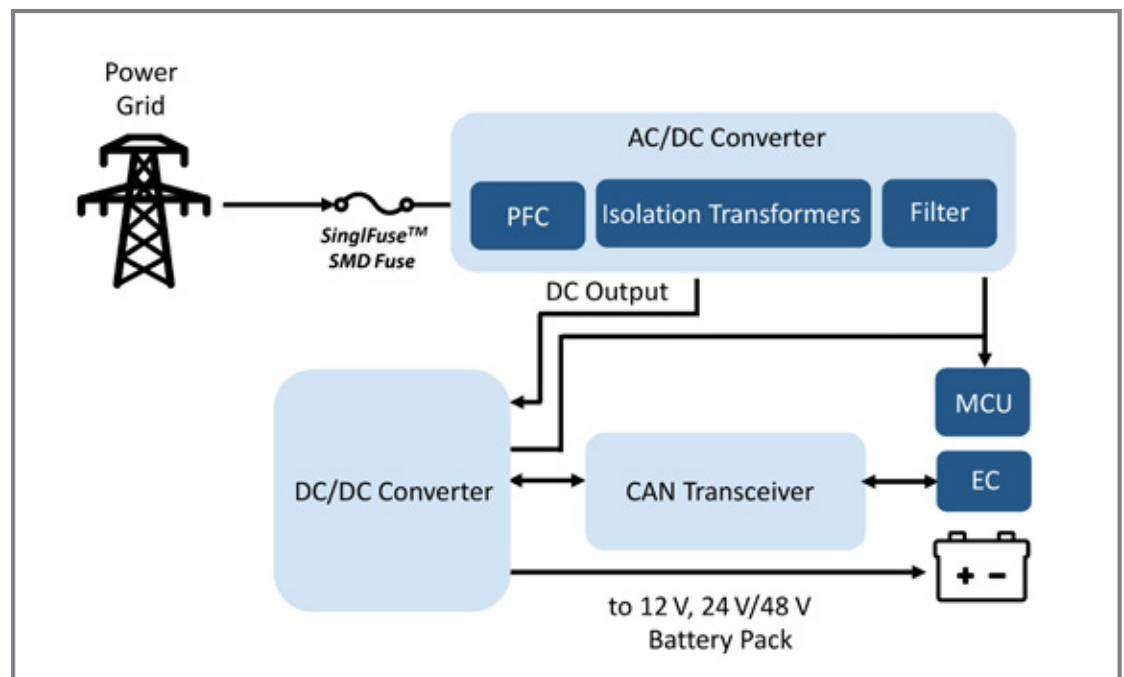 Power
Grid
AC/DC Converter
PFC
Isolation Transformers
Filter
SinglFuse™
SMD Fuse
DC Output
MCU
DC/DC Converter
CAN Transceiver
EC
+ −
to 12 V, 24 V/48 V
Battery Pack